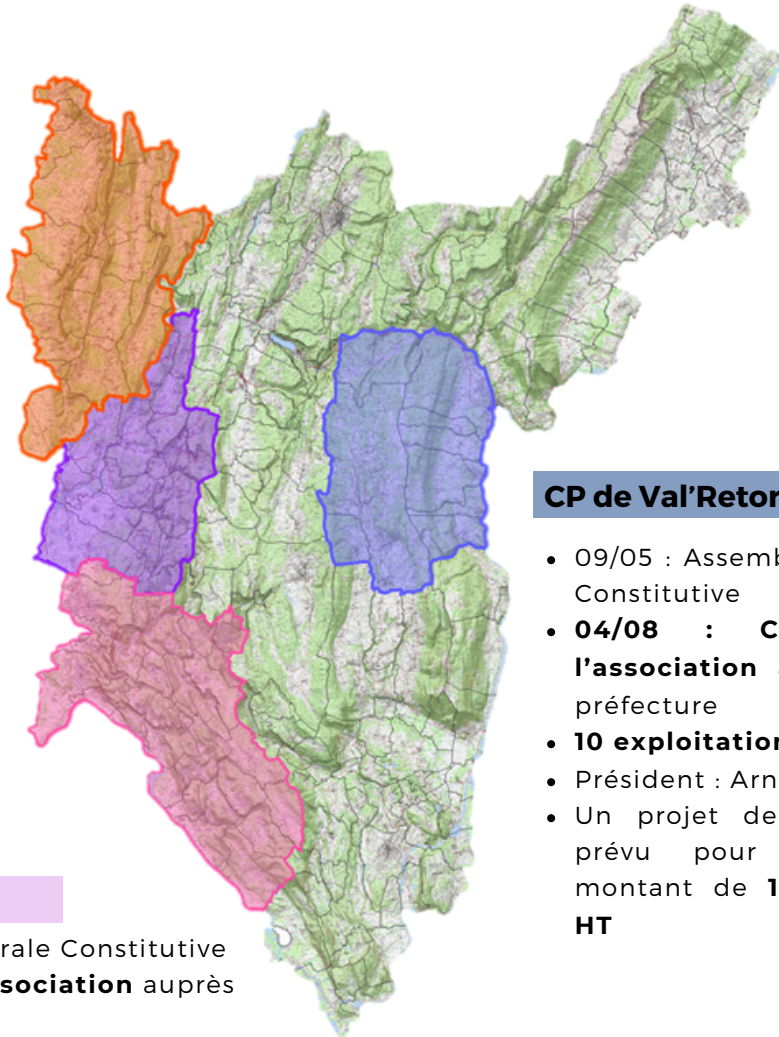 CP de Val’Retor
• 09/05 : Assemb
Constitutive
• 04/08 : C
l’association
préfecture
• 10 exploitation
• Président : Arn
• Un projet de
prévu pour
montant de 1
HT
rale Constitutive
sociation auprès